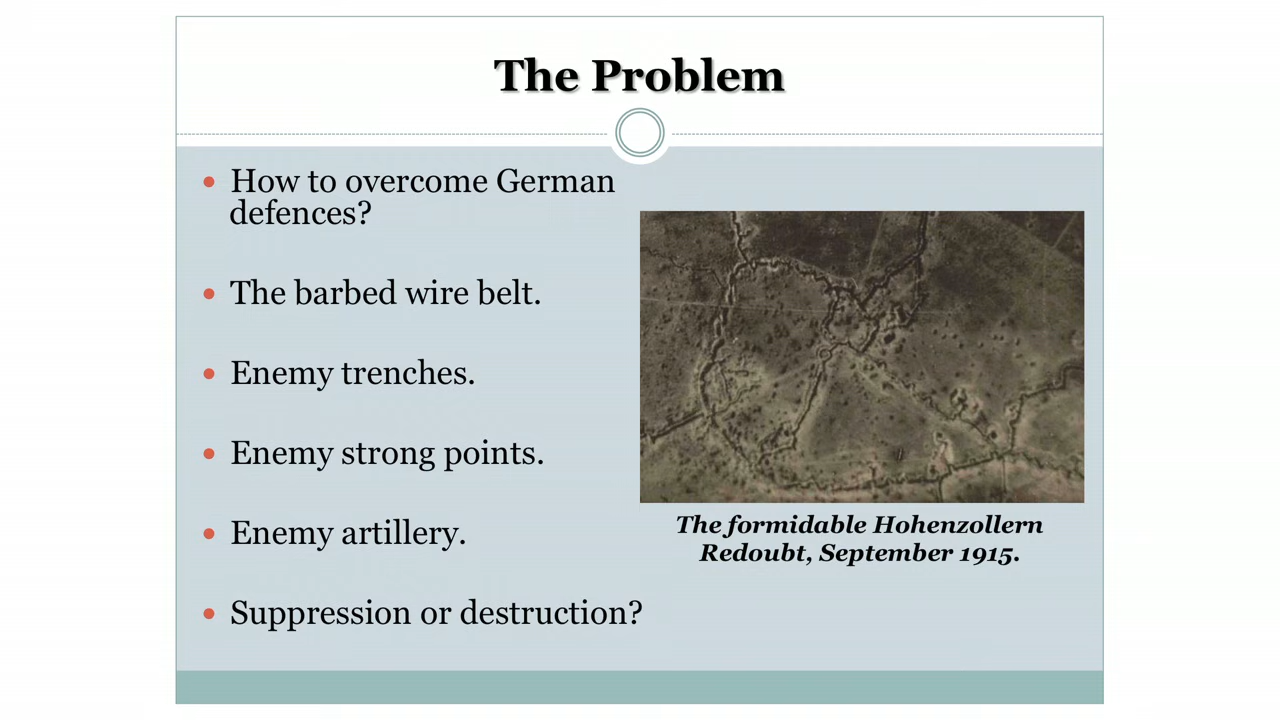 The Problem
• How to overcome German
defences?
• The barbed wire belt.
• Enemy trenches.
• Enemy strong points.
• Enemy artillery.
• Suppression or destruction?
The formidable Hohenzollern
Redoubt, September 1915.